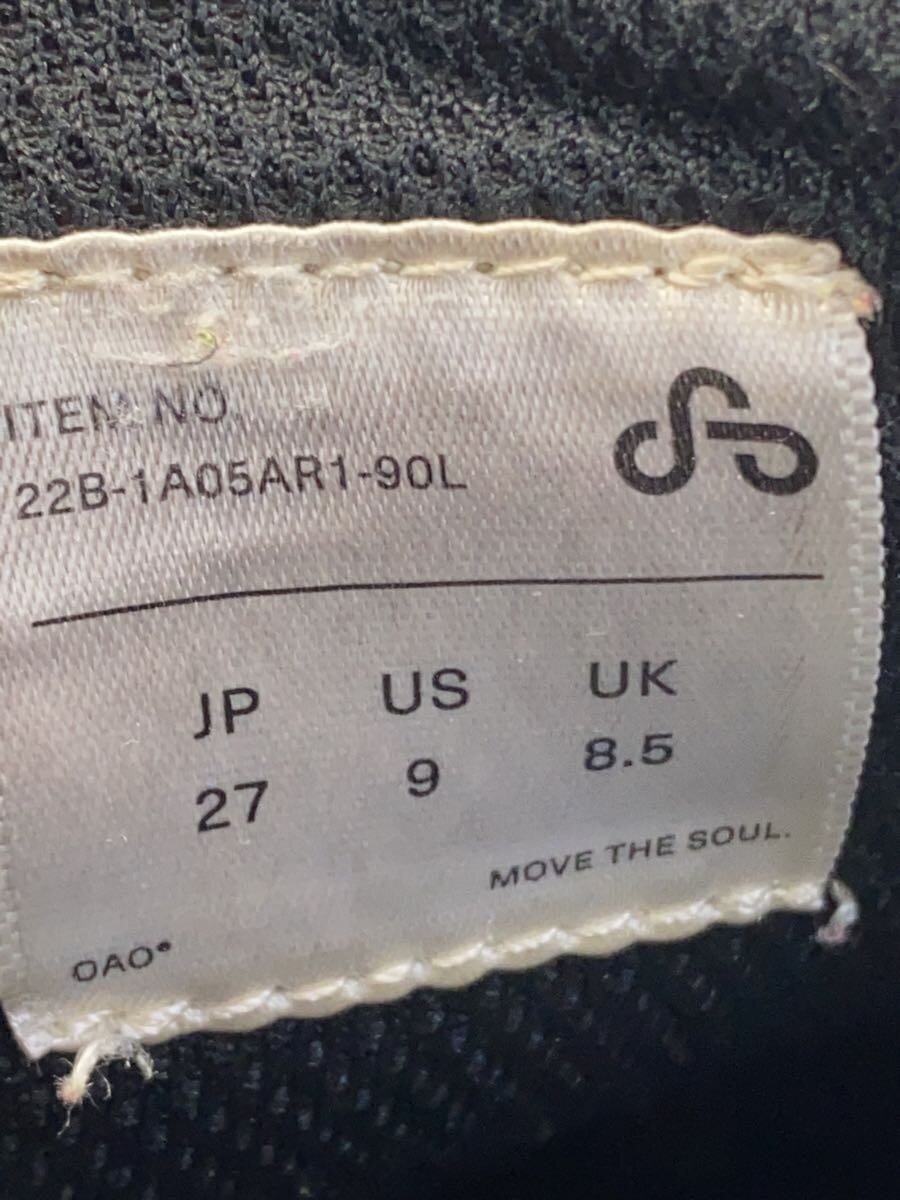 ITEM NO.
22B-1A05AR1-90L
JP US UK
27 9 8.5
MOVE THE SOUL.
OAO®